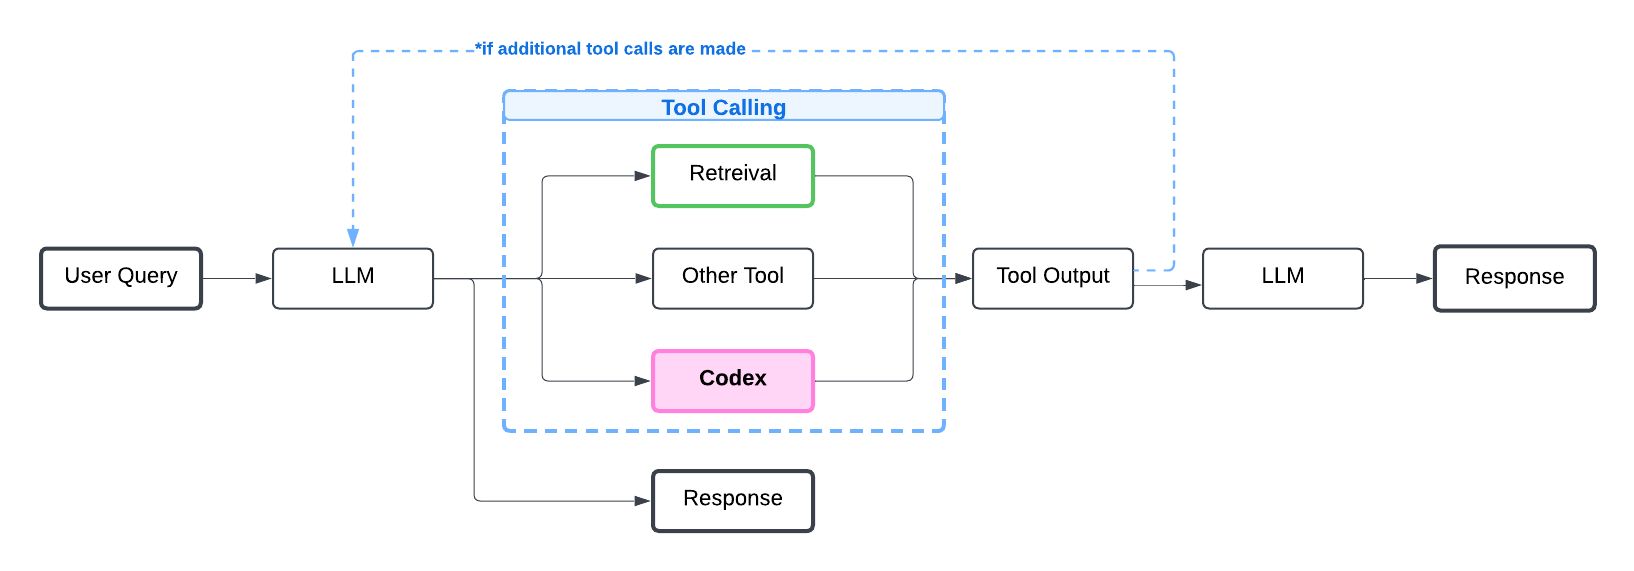 *if additional tool calls are made
Tool Calling
Retreival
User Query
LLM
Other Tool
Tool Output
LLM
Response
Codex
Response